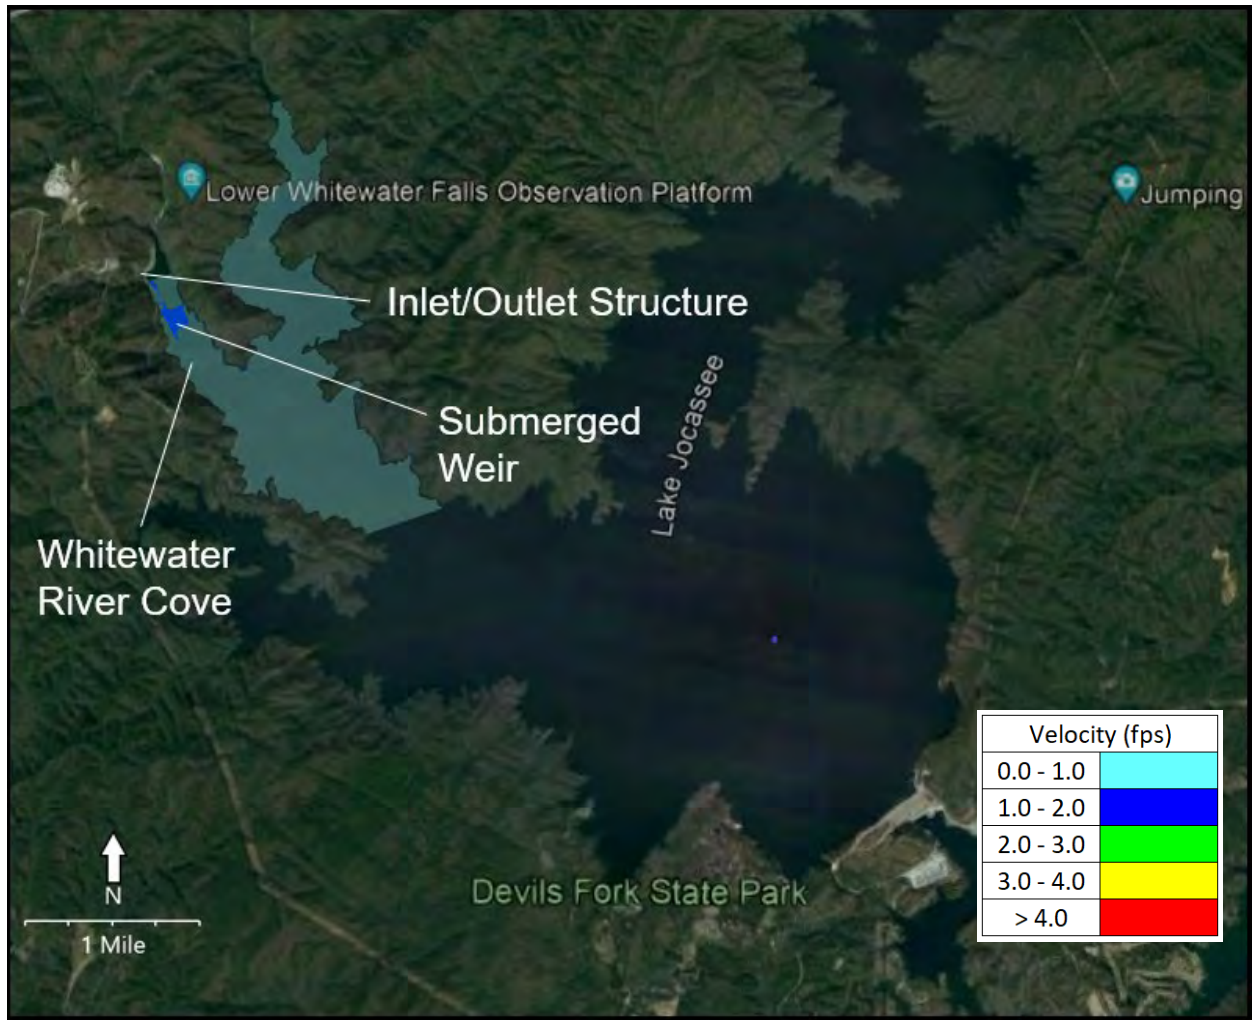 Lower Whitewater Falls Observation Platform
Jumping
Inlet/Outlet Structure
Lake Jocassee
Submerged
Weir
Whitewater
River Cove
Velocity (fps)
0.0 - 1.0
1.0 - 2.0
2.0 - 3.0
3.0 - 4.0
> 4.0
Devils Fork State Park
N
1 Mile